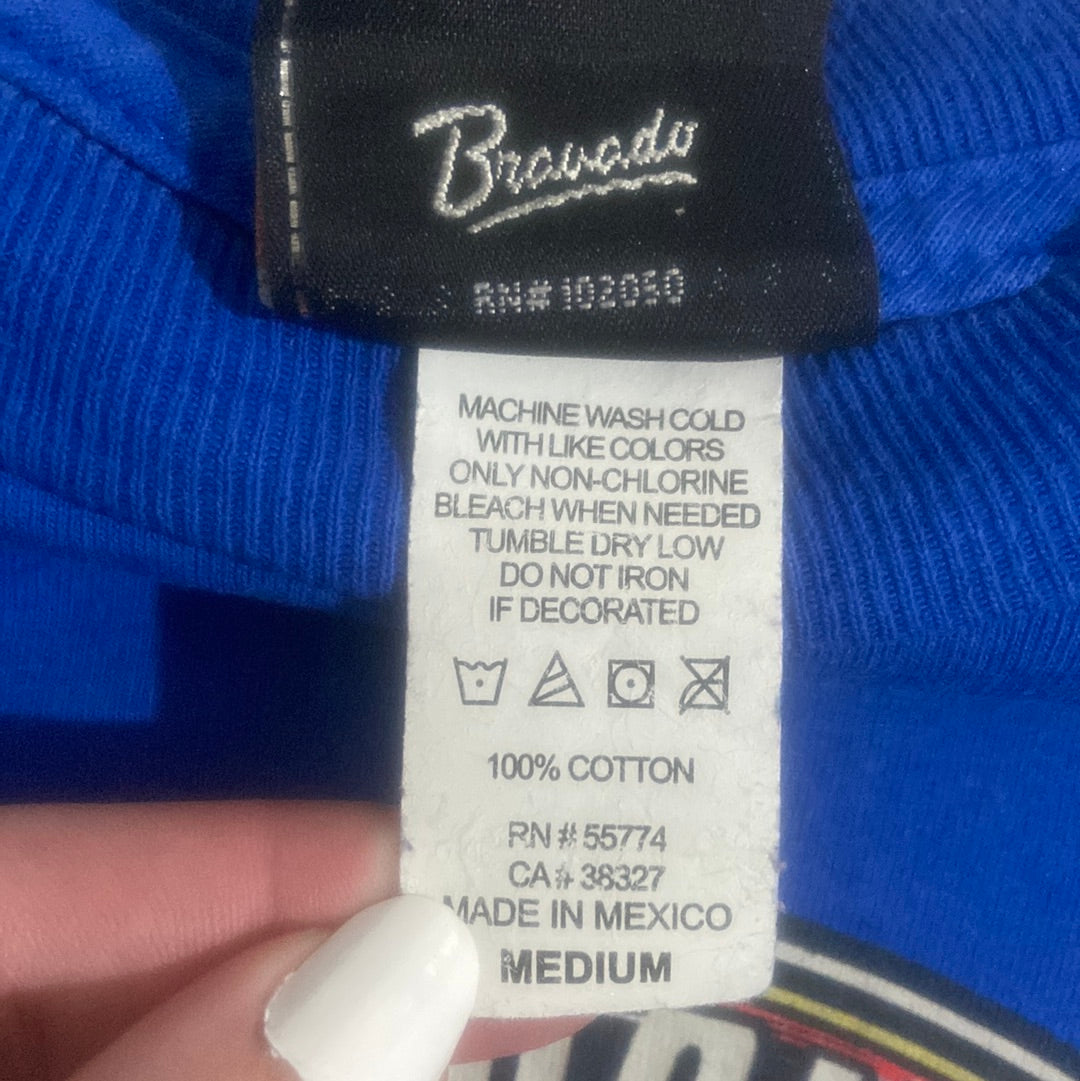 Bravado
RN# 102050
MACHINE WASH COLD
WITH LIKE COLORS
ONLY NON-CHLORINE
BLEACH WHEN NEEDED
TUMBLE DRY LOW
DO NOT IRON
IF DECORATED
100% COTTON
RN # 55774
CA# 38327
MADE IN MEXICO
MEDIUM